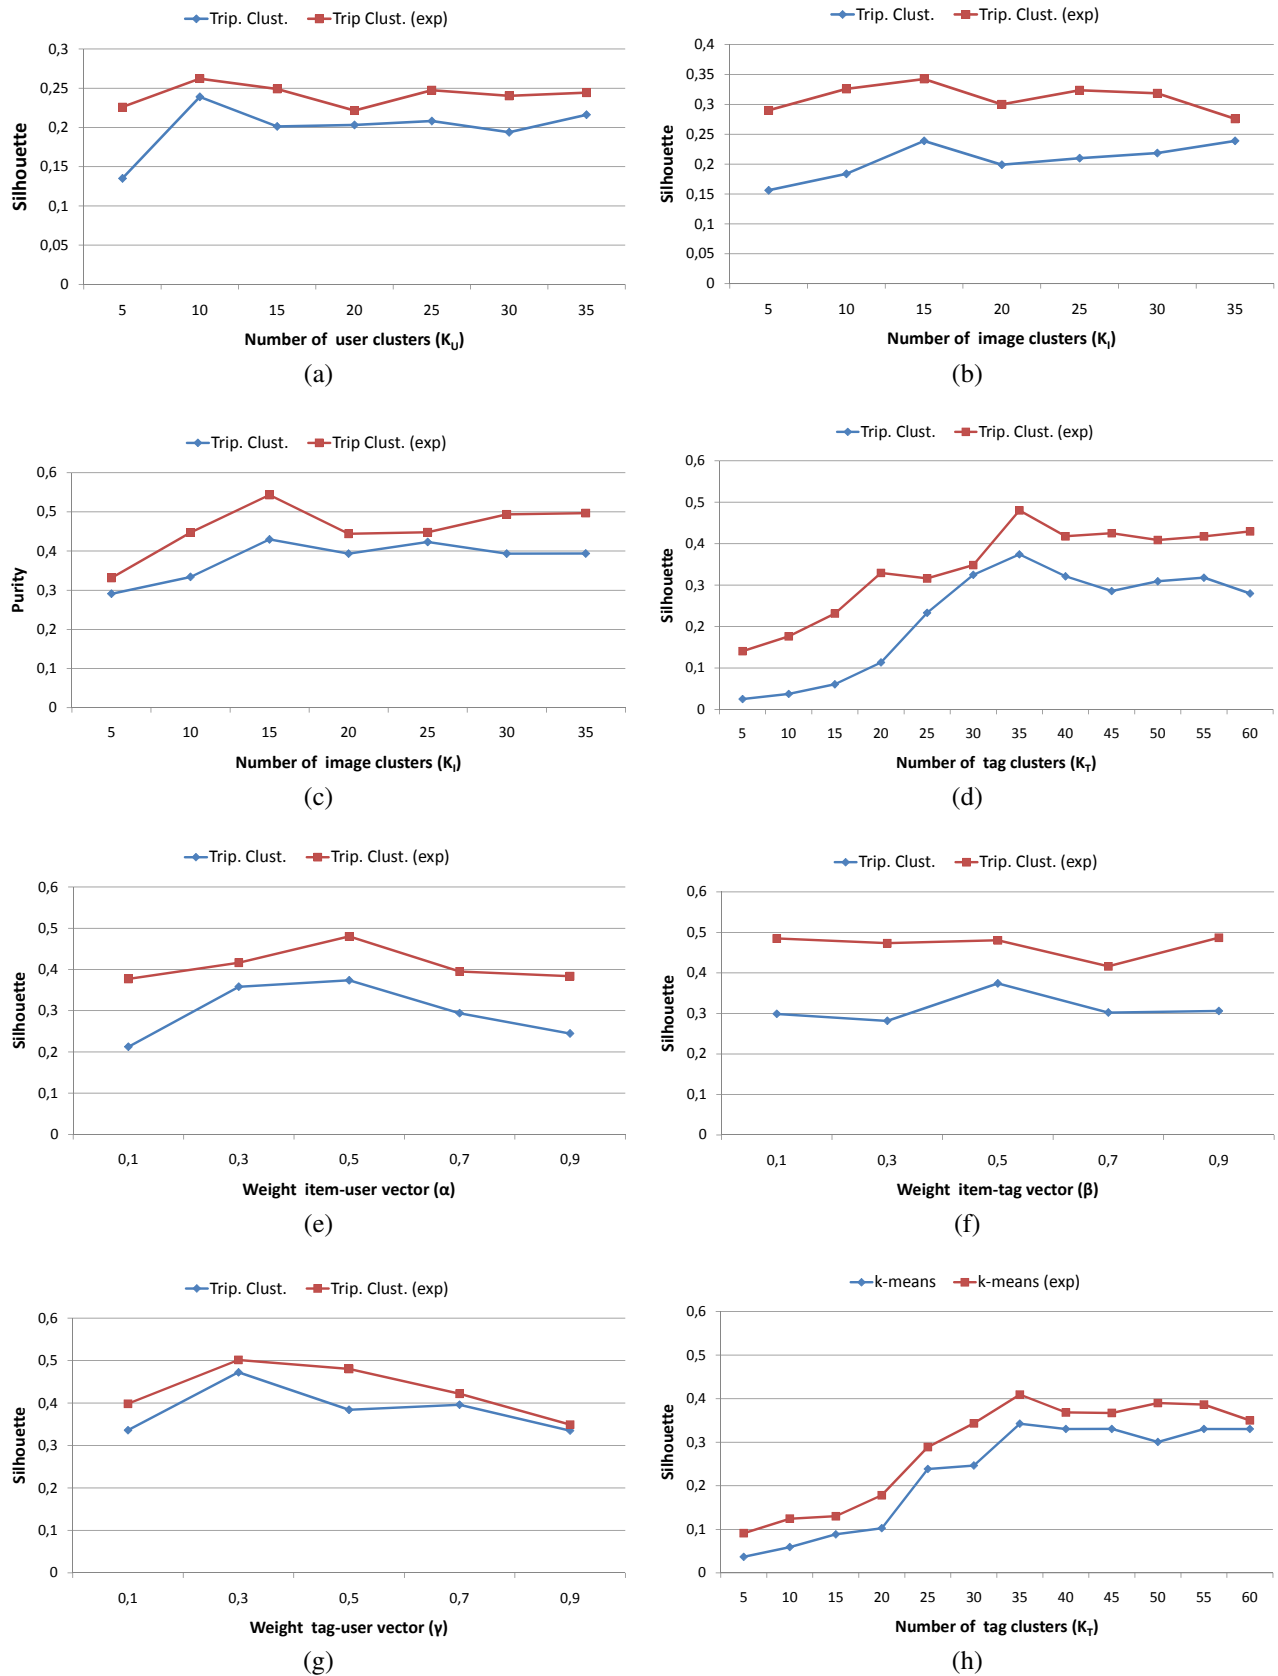 Trip. Clust. Trip Clust. (exp)
0,3
0,25
0,2
0,15
0,1
0,05
0
Silhouette
5 10 15 20 25 30 35
Number of user clusters (K_U)
(a)
Trip. Clust. Trip. Clust. (exp)
0,4
0,35
0,3
0,25
0,2
0,15
0,1
0,05
0
Silhouette
5 10 15 20 25 30 35
Number of image clusters (K_I)
(b)
Trip. Clust. Trip Clust. (exp)
0,6
0,5
0,4
0,3
0,2
0,1
0
Purity
5 10 15 20 25 30 35
Number of image clusters (K_I)
(c)
Trip. Clust. Trip. Clust. (exp)
0,6
0,5
0,4
0,3
0,2
0,1
0
Silhouette
5 10 15 20 25 30 35 40 45 50 55 60
Number of tag clusters (K_T)
(d)
Trip. Clust. Trip. Clust. (exp)
0,6
0,5
0,4
0,3
0,2
0,1
0
Silhouette
0,1 0,3 0,5 0,7 0,9
Weight item-user vector (α)
(e)
Trip. Clust. Trip. Clust. (exp)
0,6
0,5
0,4
0,3
0,2
0,1
0
Silhouette
0,1 0,3 0,5 0,7 0,9
Weight item-tag vector (β)
(f)
Trip. Clust. Trip. Clust. (exp)
0,6
0,5
0,4
0,3
0,2
0,1
0
Silhouette
0,1 0,3 0,5 0,7 0,9
Weight tag-user vector (γ)
(g)
k-means k-means (exp)
0,6
0,5
0,4
0,3
0,2
0,1
0
Silhouette
5 10 15 20 25 30 35 40 45 50 55 60
Number of tag clusters (K_T)
(h)